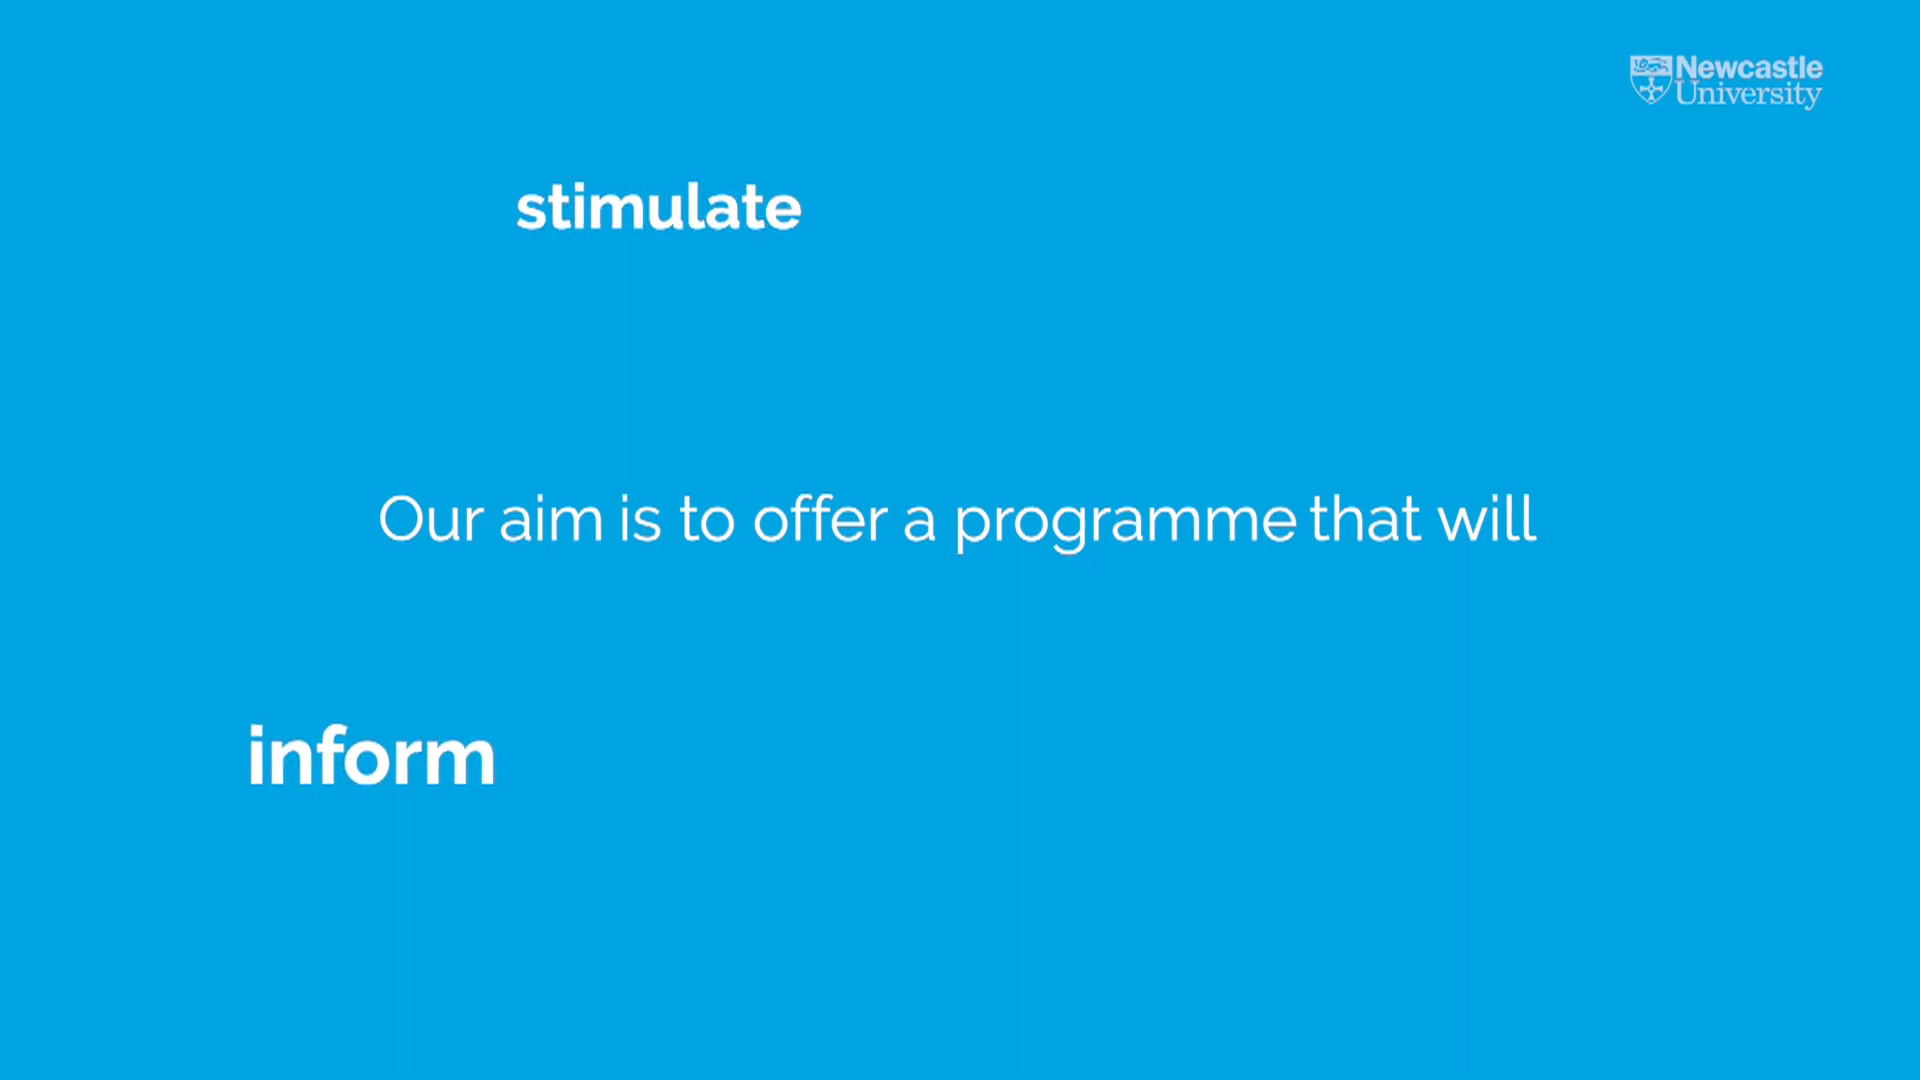 Newcastle
University
stimulate
Our aim is to offer a programme that will
inform